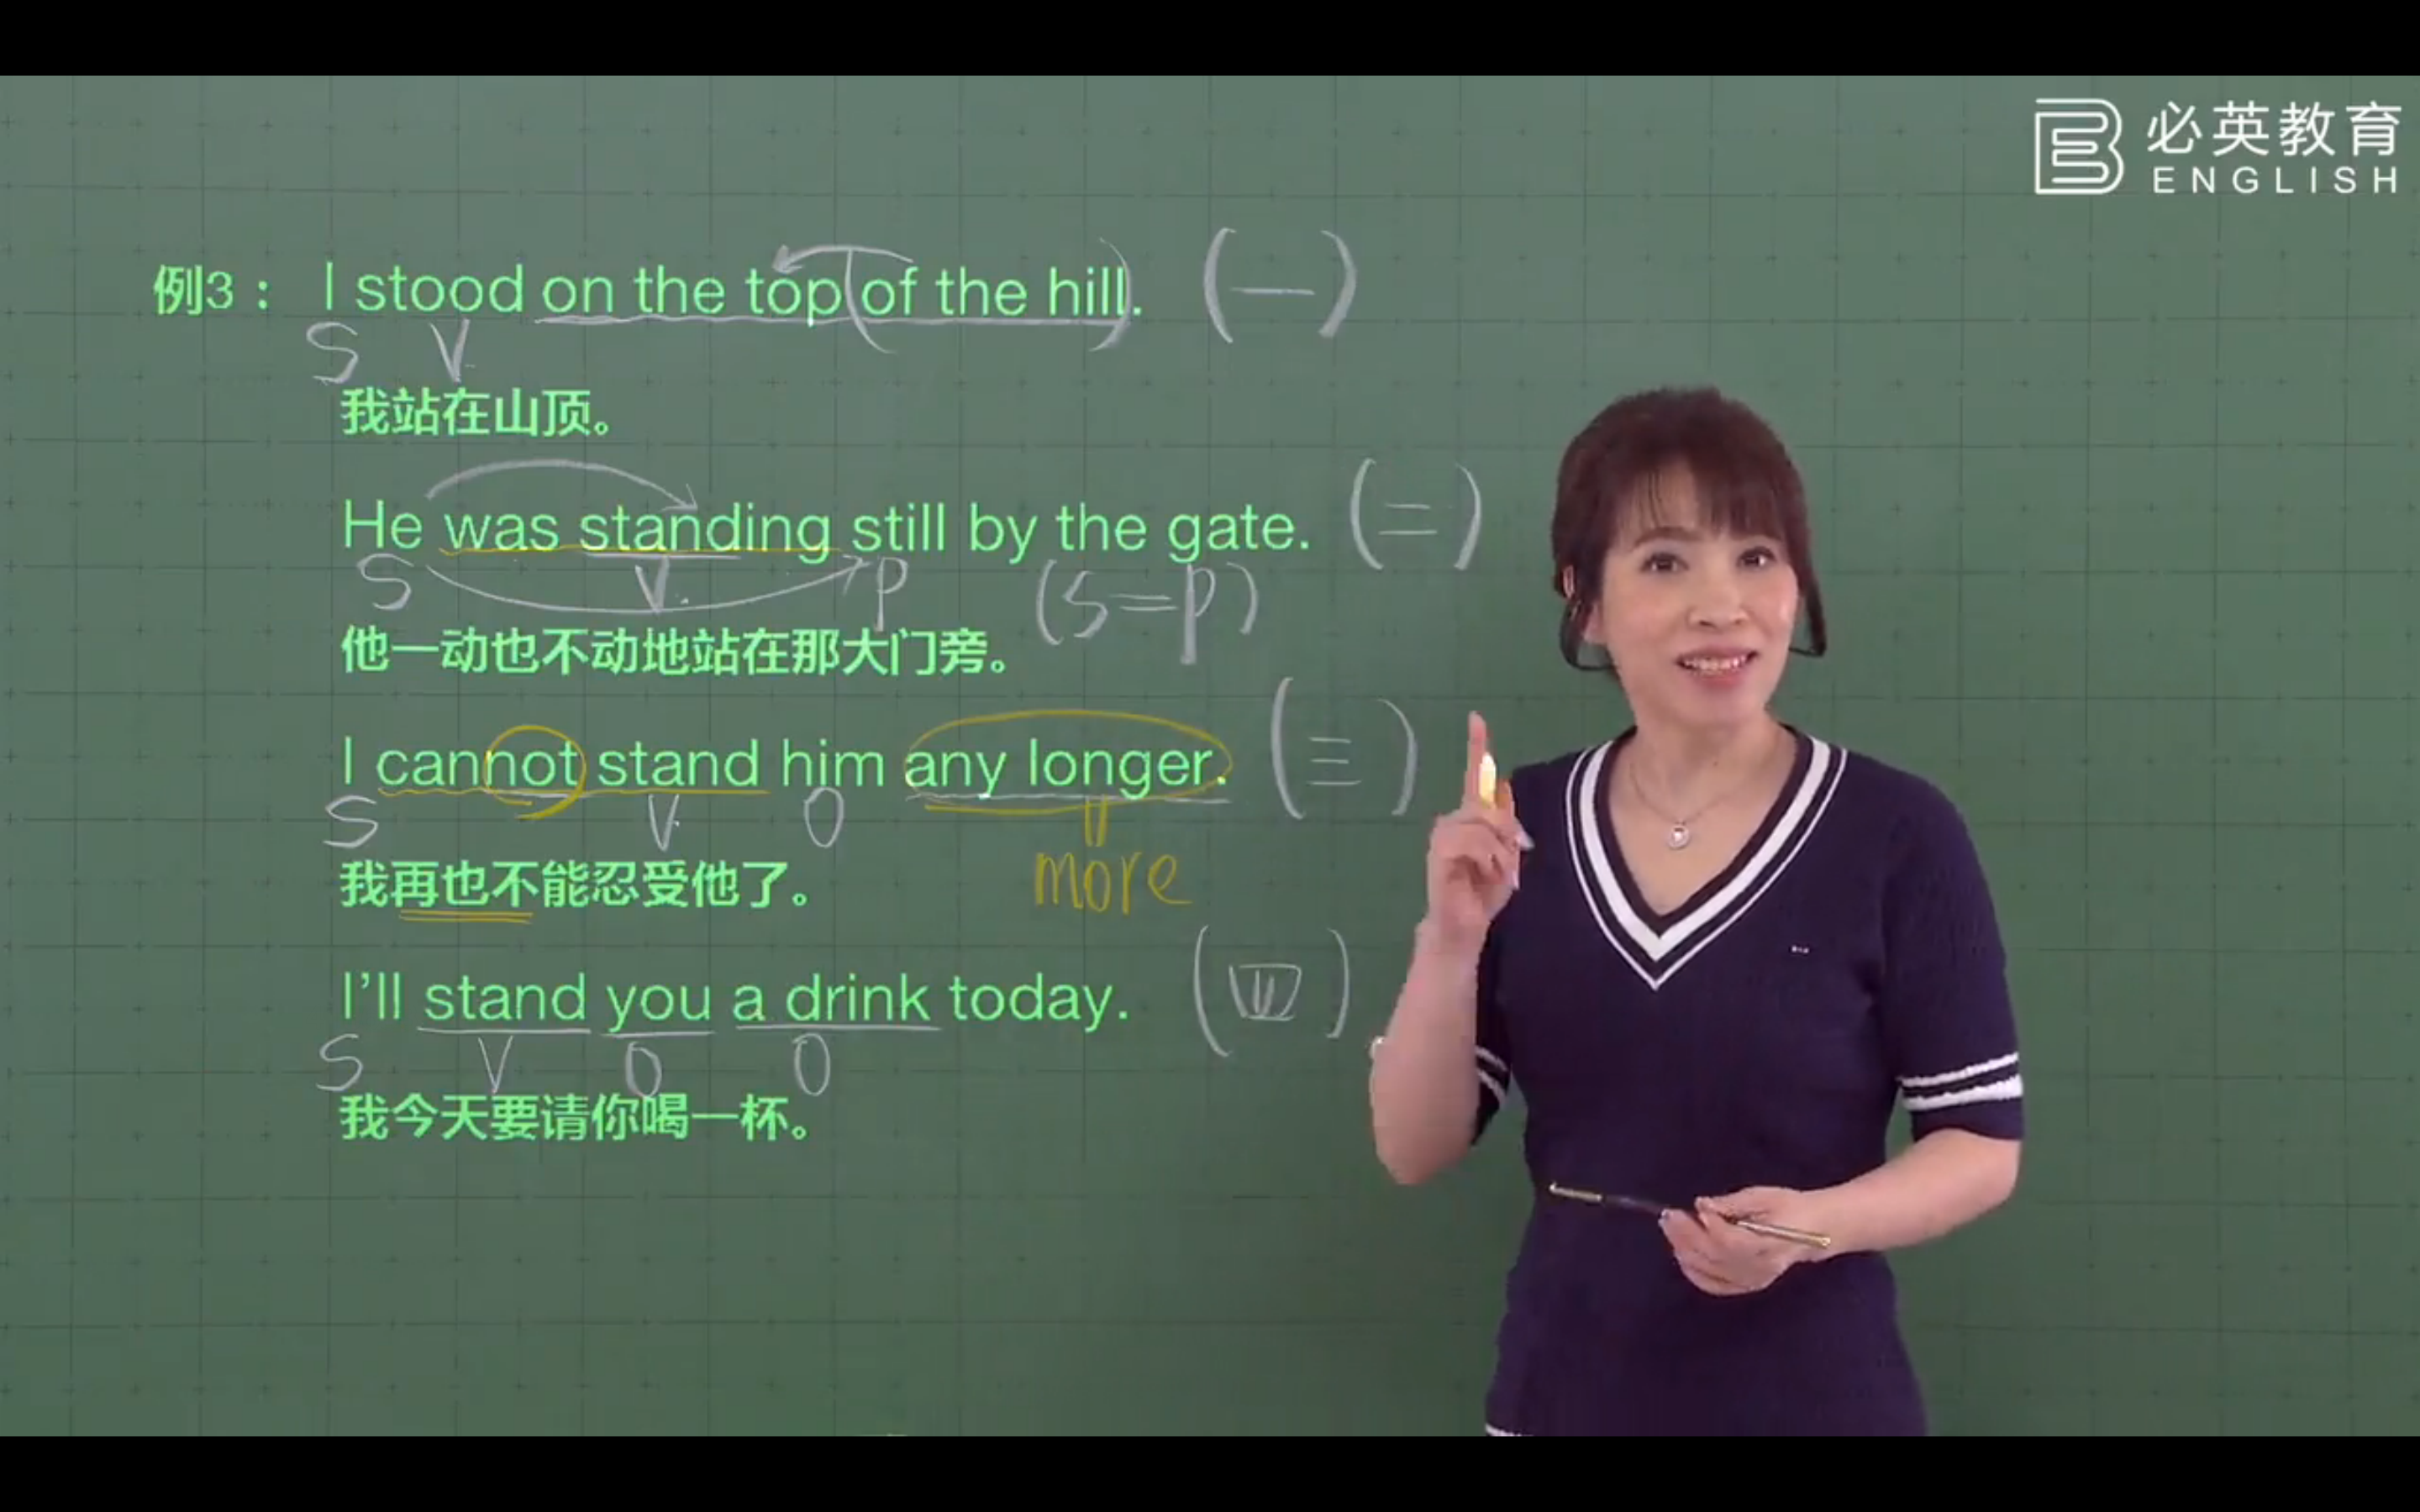 必英教育
ENGLISH
例3： I stood on the top (of the hill). (一)
S V.
我站在山顶。
He was standing still by the gate. (二)
S V. P (S=P)
他一动也不动地站在那大门旁。
I cannot stand him any longer. (三)
S V. O
more
我再也不能忍受他了。
I'll stand you a drink today. (四)
S V O O
我今天要请你喝一杯。